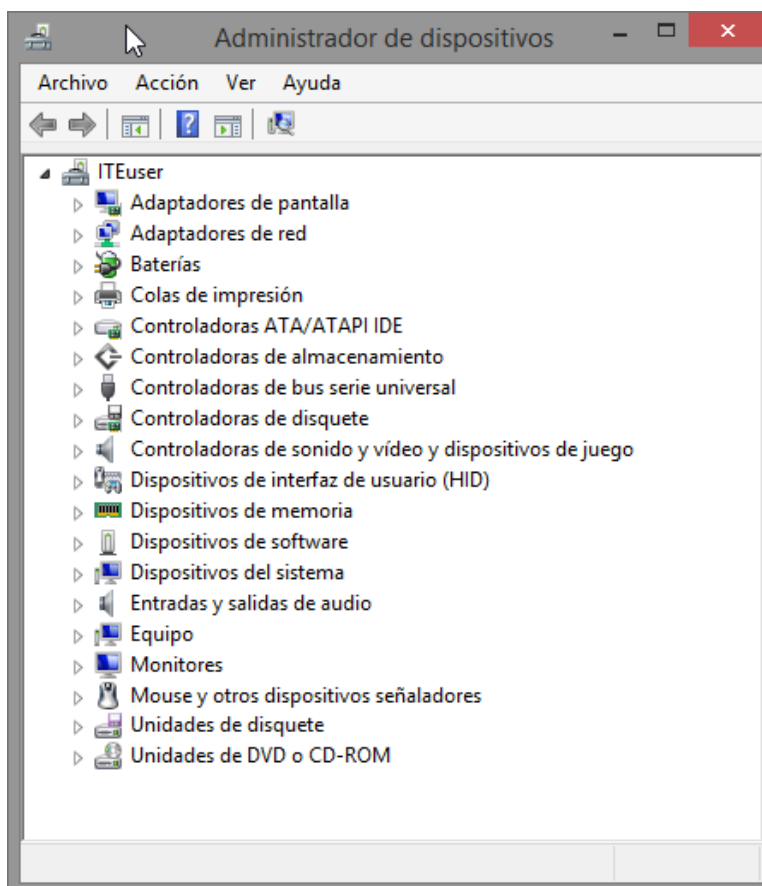 Administrador de dispositivos
Archivo Acción Ver Ayuda
ITEuser
Adaptadores de pantalla
Adaptadores de red
Baterías
Colas de impresión
Controladoras ATA/ATAPI IDE
Controladoras de almacenamiento
Controladoras de bus serie universal
Controladoras de disquete
Controladoras de sonido y vídeo y dispositivos de juego
Dispositivos de interfaz de usuario (HID)
Dispositivos de memoria
Dispositivos de software
Dispositivos del sistema
Entradas y salidas de audio
Equipo
Monitores
Mouse y otros dispositivos señaladores
Unidades de disquete
Unidades de DVD o CD-ROM